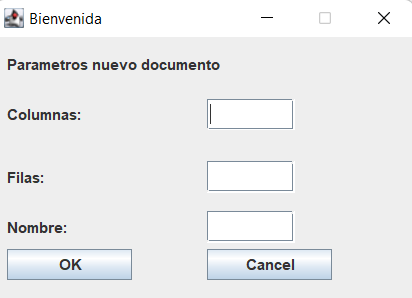 Bienvenida
Parametros nuevo documento
Columnas:
Filas:
Nombre:
OK Cancel